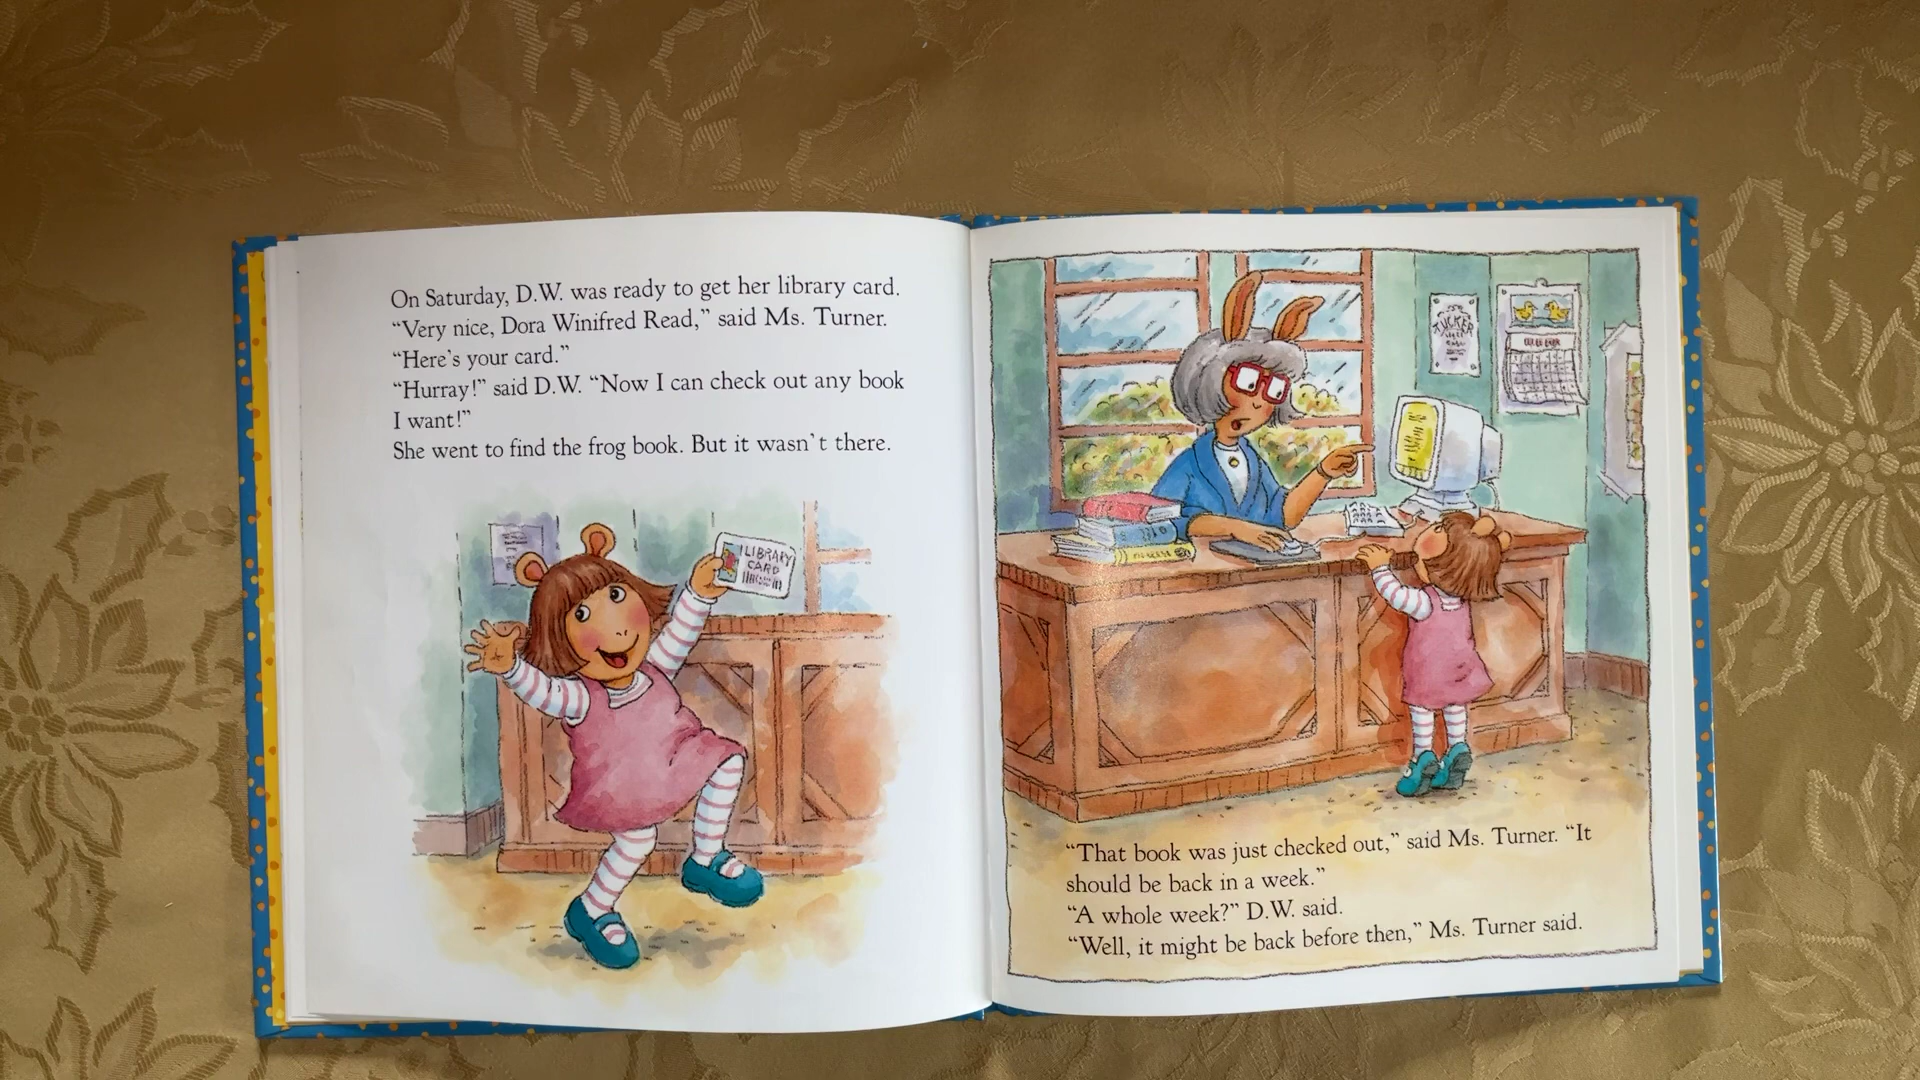 On Saturday, D.W. was ready to get her library card.
“Very nice, Dora Winifred Read,” said Ms. Turner.
“Here’s your card.”
“Hurray!” said D.W. “Now I can check out any book
I want!”
She went to find the frog book. But it wasn’t there.
LIBRARY
CARD
TUCKER
“That book was just checked out,” said Ms. Turner. “It
should be back in a week.”
“A whole week?” D.W. said.
“Well, it might be back before then,” Ms. Turner said.